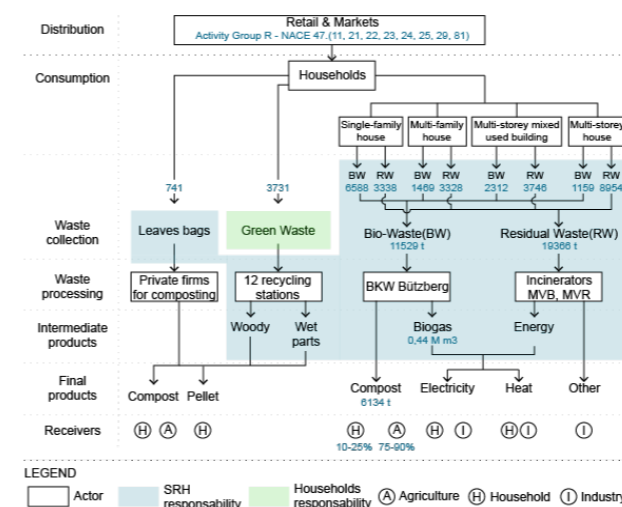 Distribution
Retail & Markets
Activity Group R - NACE 47.(11, 21, 22, 23, 24, 25, 29, 81)
Consumption
Households
Single-family house
Multi-family house
Multi-storey mixed used building
Multi-storey house
BW RW BW RW BW RW BW RW
741 3731 6588 3338 1469 3328 2312 3746 1159 8954
Waste collection
Leaves bags
Green Waste
Bio-Waste(BW)
11529 t
Residual Waste(RW)
19366 t
Waste processing
Private firms for composting
12 recycling stations
BKW Bützberg
Incinerators MVB, MVR
Intermediate products
Woody
Wet parts
Biogas
0,44 M m3
Energy
Final products
Compost Pellet
Compost
6134 t
Electricity
Heat
Other
Receivers
H A H H A H I H I I
10-25% 75-90%
LEGEND
Actor
SRH responsability
Households responsability
A Agriculture
H Household
I Industry